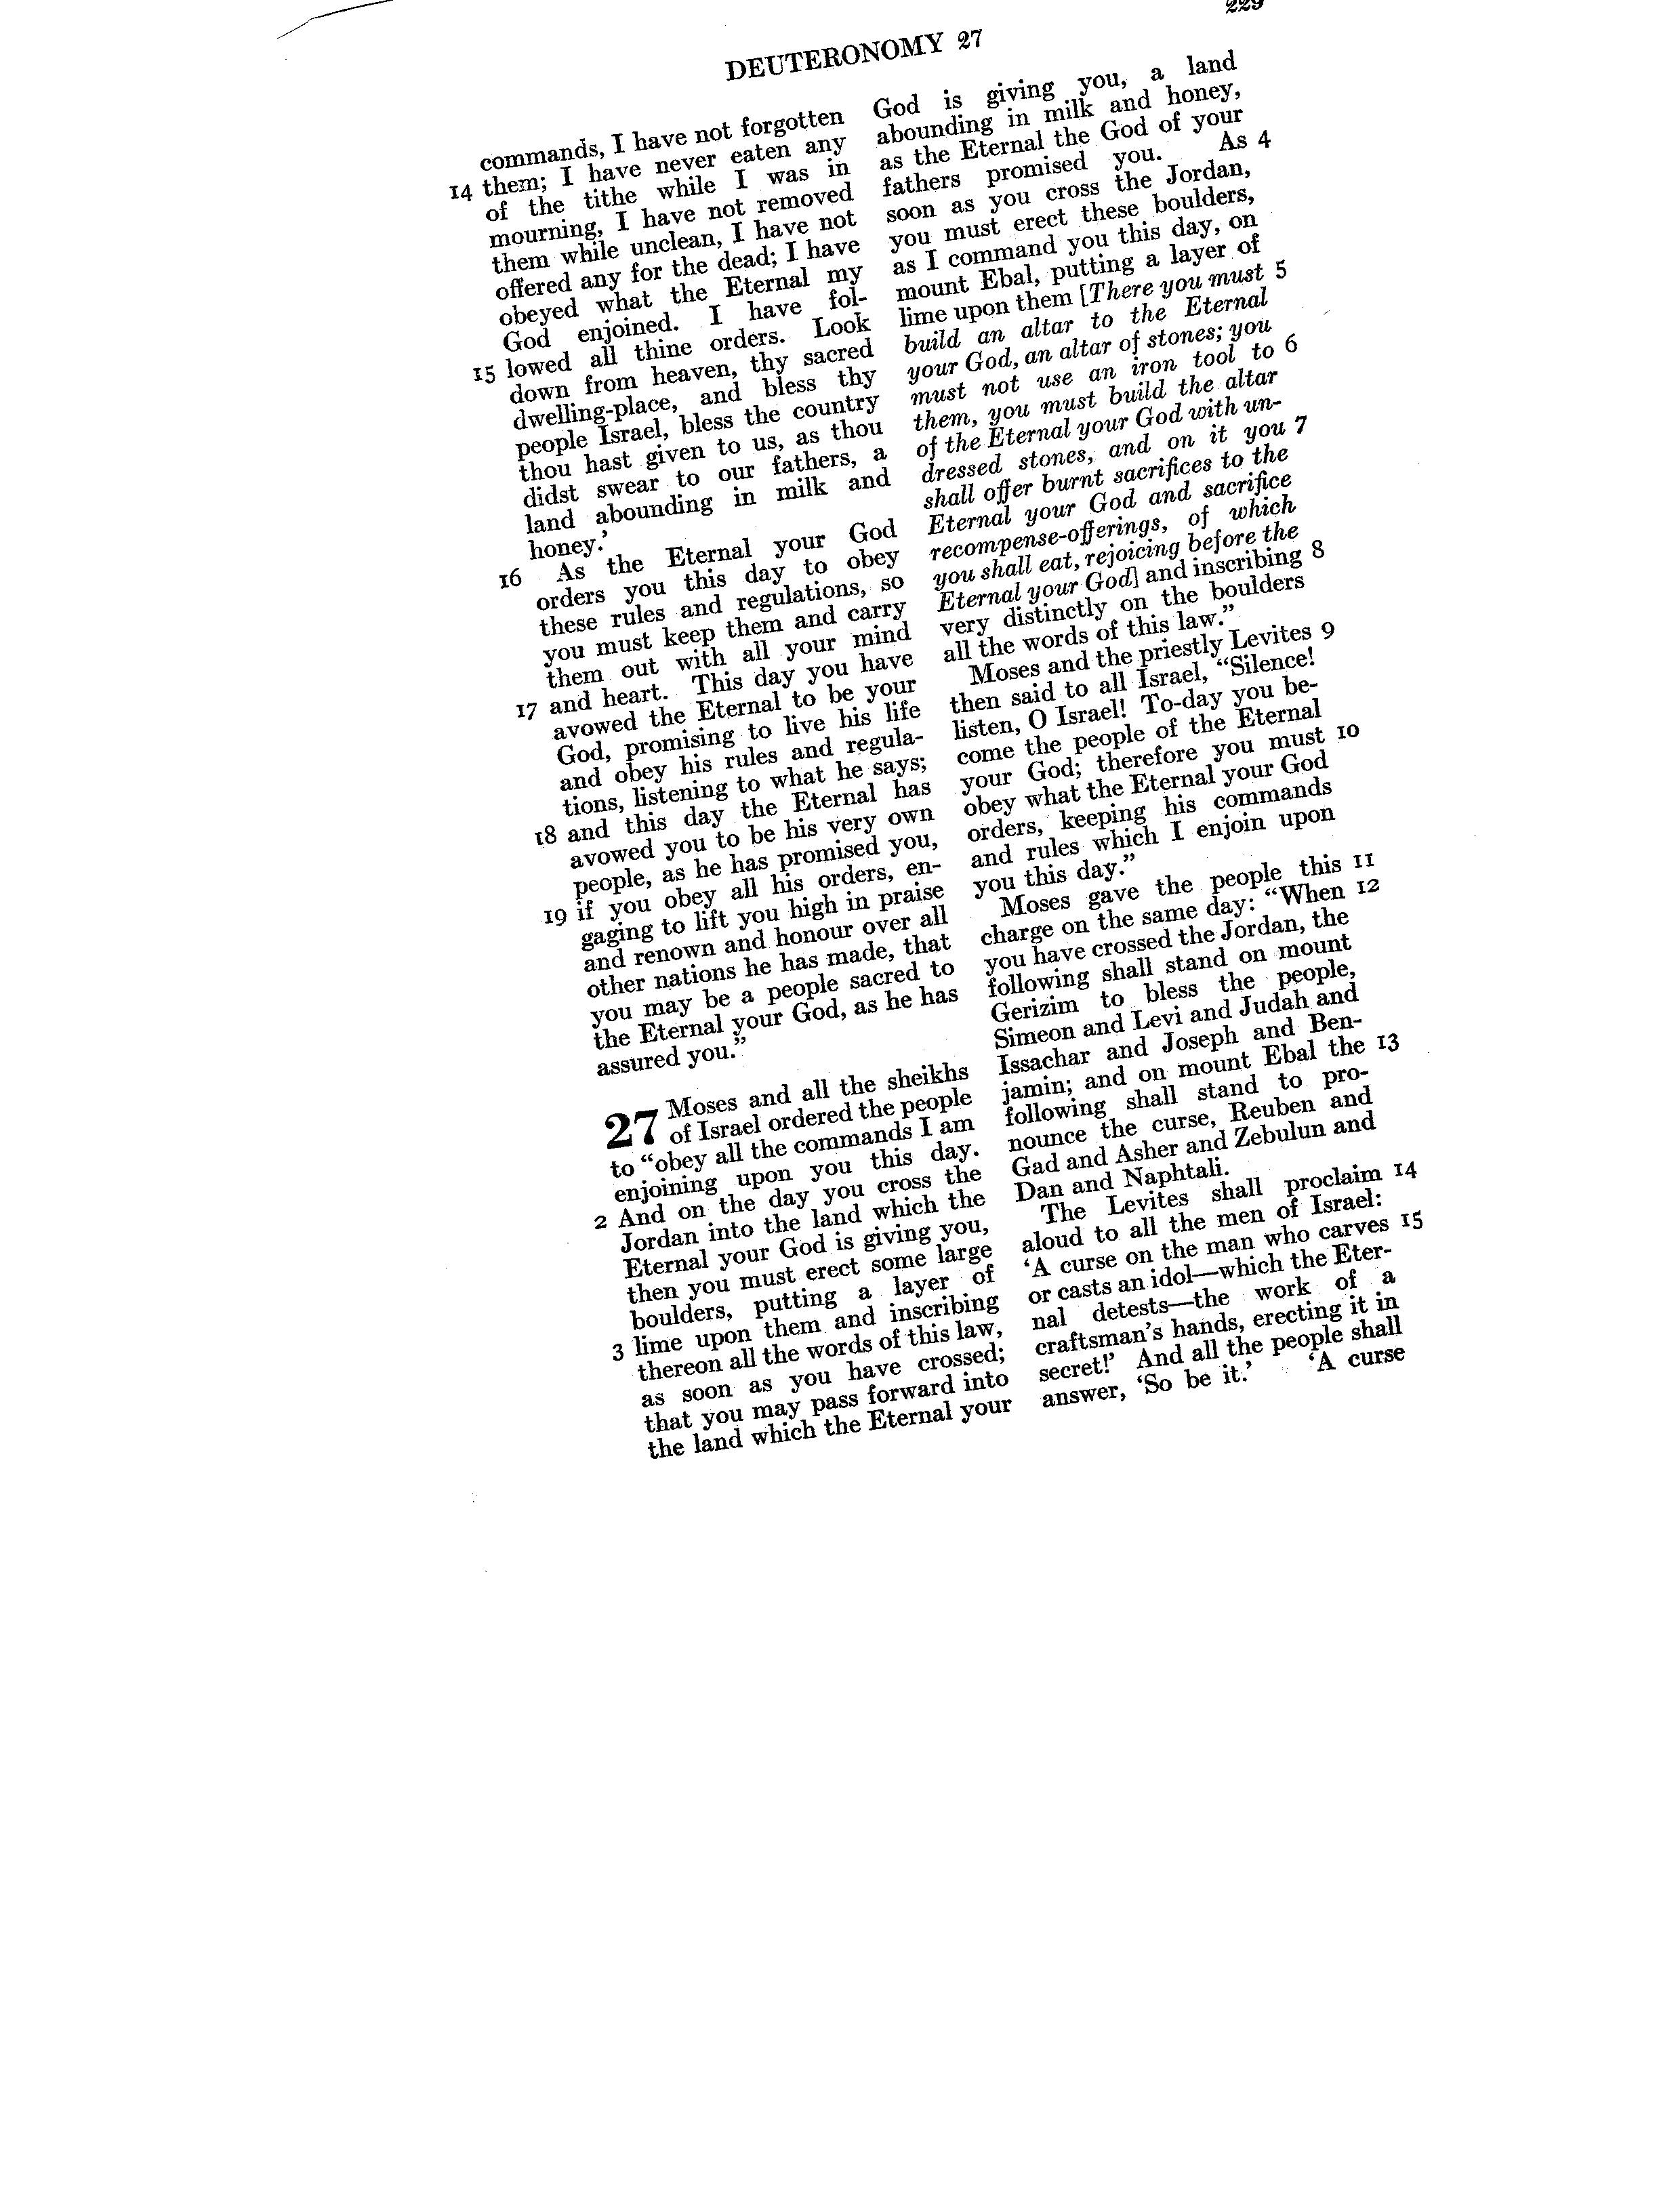 229
DEUTERONOMY 27
commands, I have not forgotten
14 them; I have never eaten any
of the tithe while I was in
mourning, I have not removed
them while unclean, I have not
offered any for the dead; I have
obeyed what the Eternal my
God enjoined. I have fol-
15 lowed all thine orders. Look
down from heaven, thy sacred
dwelling-place, and bless thy
people Israel, bless the country
thou hast given to us, as thou
didst swear to our fathers, a
land abounding in milk and
honey.’
16 As the Eternal your God
orders you this day to obey
these rules and regulations, so
you must keep them and carry
them out with all your mind
17 and heart. This day you have
avowed the Eternal to be your
God, promising to live his life
and obey his rules and regula-
tions, listening to what he says;
18 and this day the Eternal has
avowed you to be his very own
people, as he has promised you,
19 if you obey all his orders, en-
gaging to lift you high in praise
and renown and honour over all
other nations he has made, that
you may be a people sacred to
the Eternal your God, as he has
assured you.”
27 Moses and all the sheikhs
of Israel ordered the people
to “obey all the commands I am
enjoining upon you this day.
2 And on the day you cross the
Jordan into the land which the
Eternal your God is giving you,
then you must erect some large
boulders, putting a layer of
3 lime upon them and inscribing
thereon all the words of this law,
as soon as you have crossed;
that you may pass forward into
the land which the Eternal your
God is giving you, a land
abounding in milk and honey,
as the Eternal the God of your
fathers promised you. As 4
soon as you cross the Jordan,
you must erect these boulders,
as I command you this day, on
mount Ebal, putting a layer of
lime upon them [There you must 5
build an altar to the Eternal
your God, an altar of stones; you
must not use an iron tool to 6
them, you must build the altar
of the Eternal your God with un-
dressed stones, and on it you 7
shall offer burnt sacrifices to the
Eternal your God and sacrifice
recompense-offerings, of which
you shall eat, rejoicing before the
Eternal your God] and inscribing 8
very distinctly on the boulders
all the words of this law.”
Moses and the priestly Levites 9
then said to all Israel, “Silence!
listen, O Israel! To-day you be-
come the people of the Eternal
your God; therefore you must 10
obey what the Eternal your God
orders, keeping his commands
and rules which I enjoin upon
you this day.”
Moses gave the people this 11
charge on the same day: “When 12
you have crossed the Jordan, the
following shall stand on mount
Gerizim to bless the people,
Simeon and Levi and Judah and
Issachar and Joseph and Ben-
jamin; and on mount Ebal the 13
following shall stand to pro-
nounce the curse, Reuben and
Gad and Asher and Zebulun and
Dan and Naphtali.
The Levites shall proclaim 14
aloud to all the men of Israel:
‘A curse on the man who carves 15
or casts an idol—which the Eter-
nal detests—the work of a
craftsman’s hands, erecting it in
secret!’ And all the people shall
answer, ‘So be it.’ ‘A curse